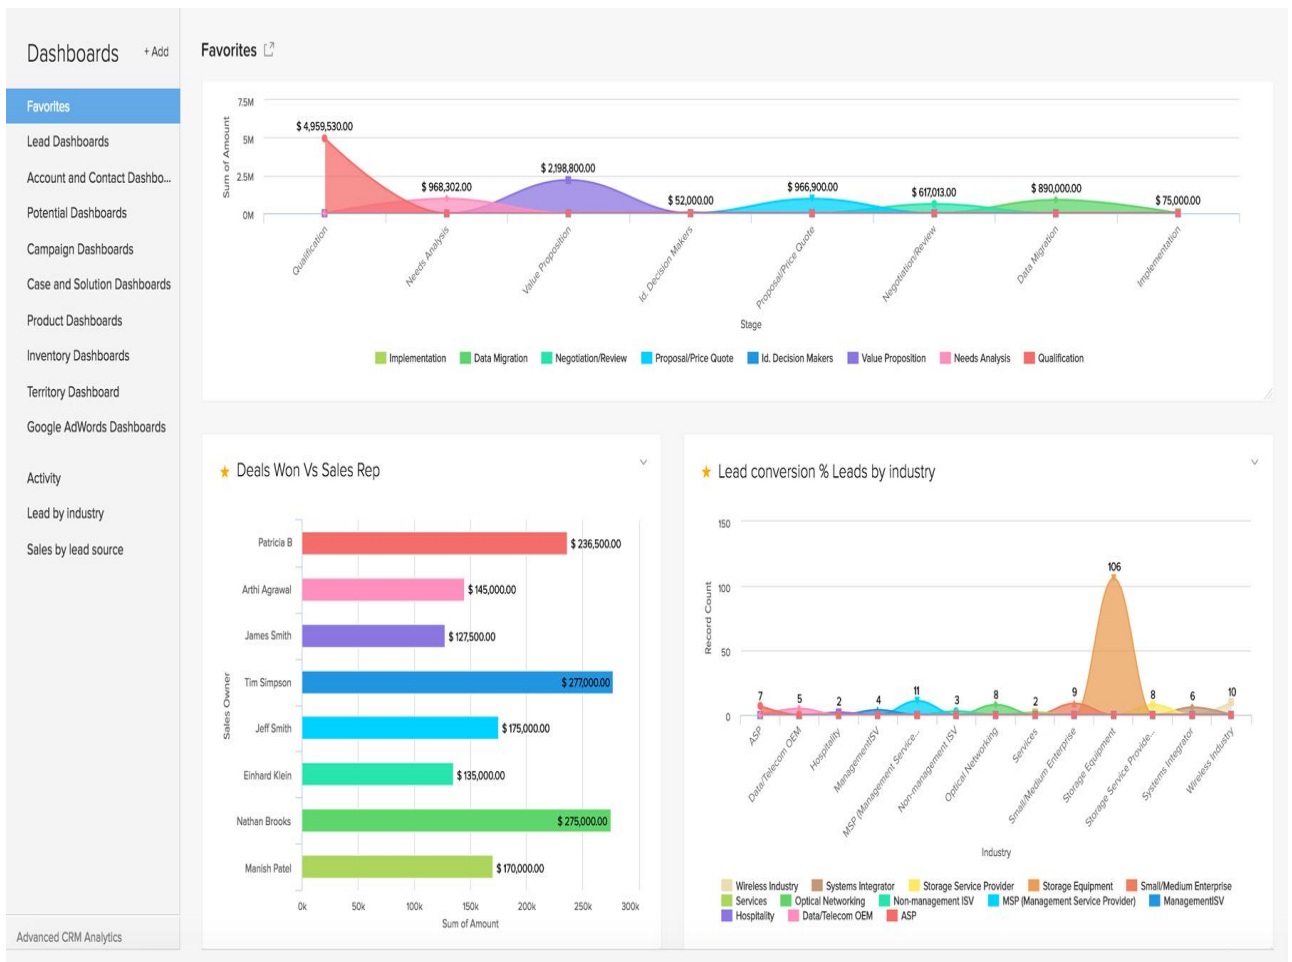 Dashboards + Add
Favorites
Lead Dashboards
Account and Contact Dashbo...
Potential Dashboards
Campaign Dashboards
Case and Solution Dashboards
Product Dashboards
Inventory Dashboards
Territory Dashboard
Google AdWords Dashboards
Activity
Lead by industry
Sales by lead source
Advanced CRM Analytics
Favorites
7.5M
5M
2.5M
0M
Sum of Amount
$ 4,959,530.00
$ 968,302.00
$ 2,198,800.00
$ 52,000.00
$ 966,900.00
$ 617,013.00
$ 890,000.00
$ 75,000.00
Qualification
Needs Analysis
Value Proposition
Id. Decision Makers
Proposal/Price Quote
Negotiation/Review
Data Migration
Implementation
Stage
Implementation Data Migration Negotiation/Review Proposal/Price Quote Id. Decision Makers Value Proposition Needs Analysis Qualification
Deals Won Vs Sales Rep
Sales Owner
Patricia B $ 236,500.00
Arthi Agrawal $ 145,000.00
James Smith $ 127,500.00
Tim Simpson $ 277,000.00
Jeff Smith $ 175,000.00
Einhard Klein $ 135,000.00
Nathan Brooks $ 275,000.00
Manish Patel $ 170,000.00
0k 50k 100k 150k 200k 250k 300k
Sum of Amount
Lead conversion % Leads by industry
150
100
50
0
Record Count
7
5
2
4
11
3
8
2
9
106
8
6
10
ASP
Data/Telecom OEM
Hospitality
ManagementISV
MSP (Management Service...
Non-management ISV
Optical Networking
Services
Small/Medium Enterprise
Storage Equipment
Storage Service Provide...
Systems Integrator
Wireless Industry
Industry
Wireless Industry Systems Integrator Storage Service Provider Storage Equipment Small/Medium Enterprise
Services Optical Networking Non-management ISV MSP (Management Service Provider) ManagementISV
Hospitality Data/Telecom OEM ASP